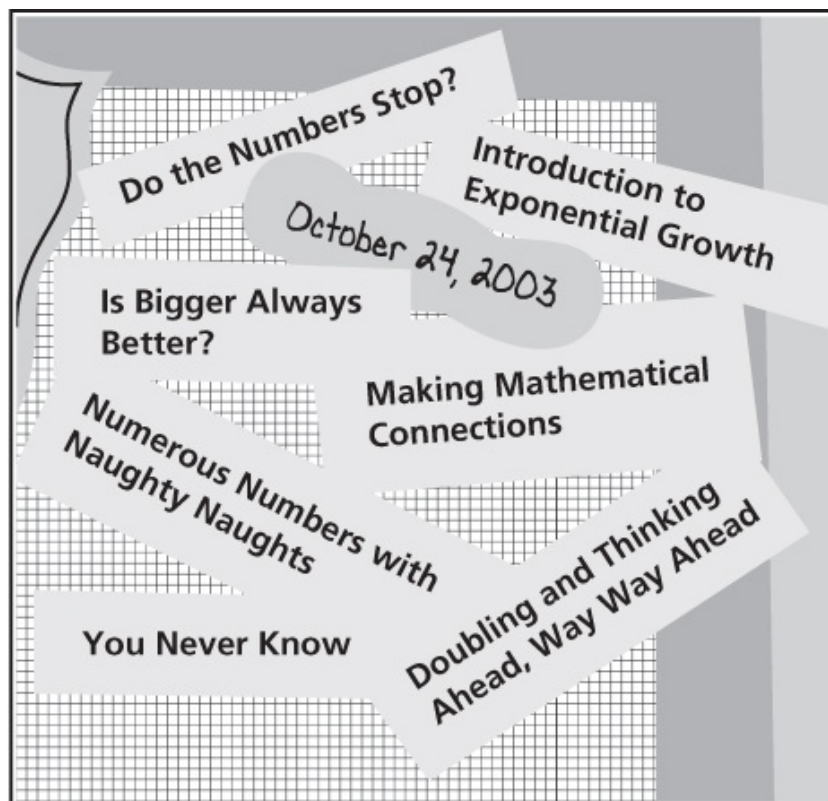 Do the Numbers Stop?
Introduction to
Exponential Growth
October 24, 2003
Is Bigger Always
Better?
Making Mathematical
Connections
Numerous Numbers with
Naughty Naughts
Doubling and Thinking
Ahead, Way Way Ahead
You Never Know